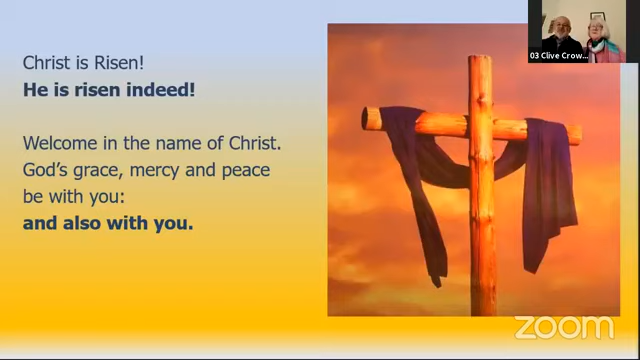 Christ is Risen!
He is risen indeed!
Welcome in the name of Christ.
God's grace, mercy and peace
be with you:
and also with you.
03 Clive Crow...
zoom